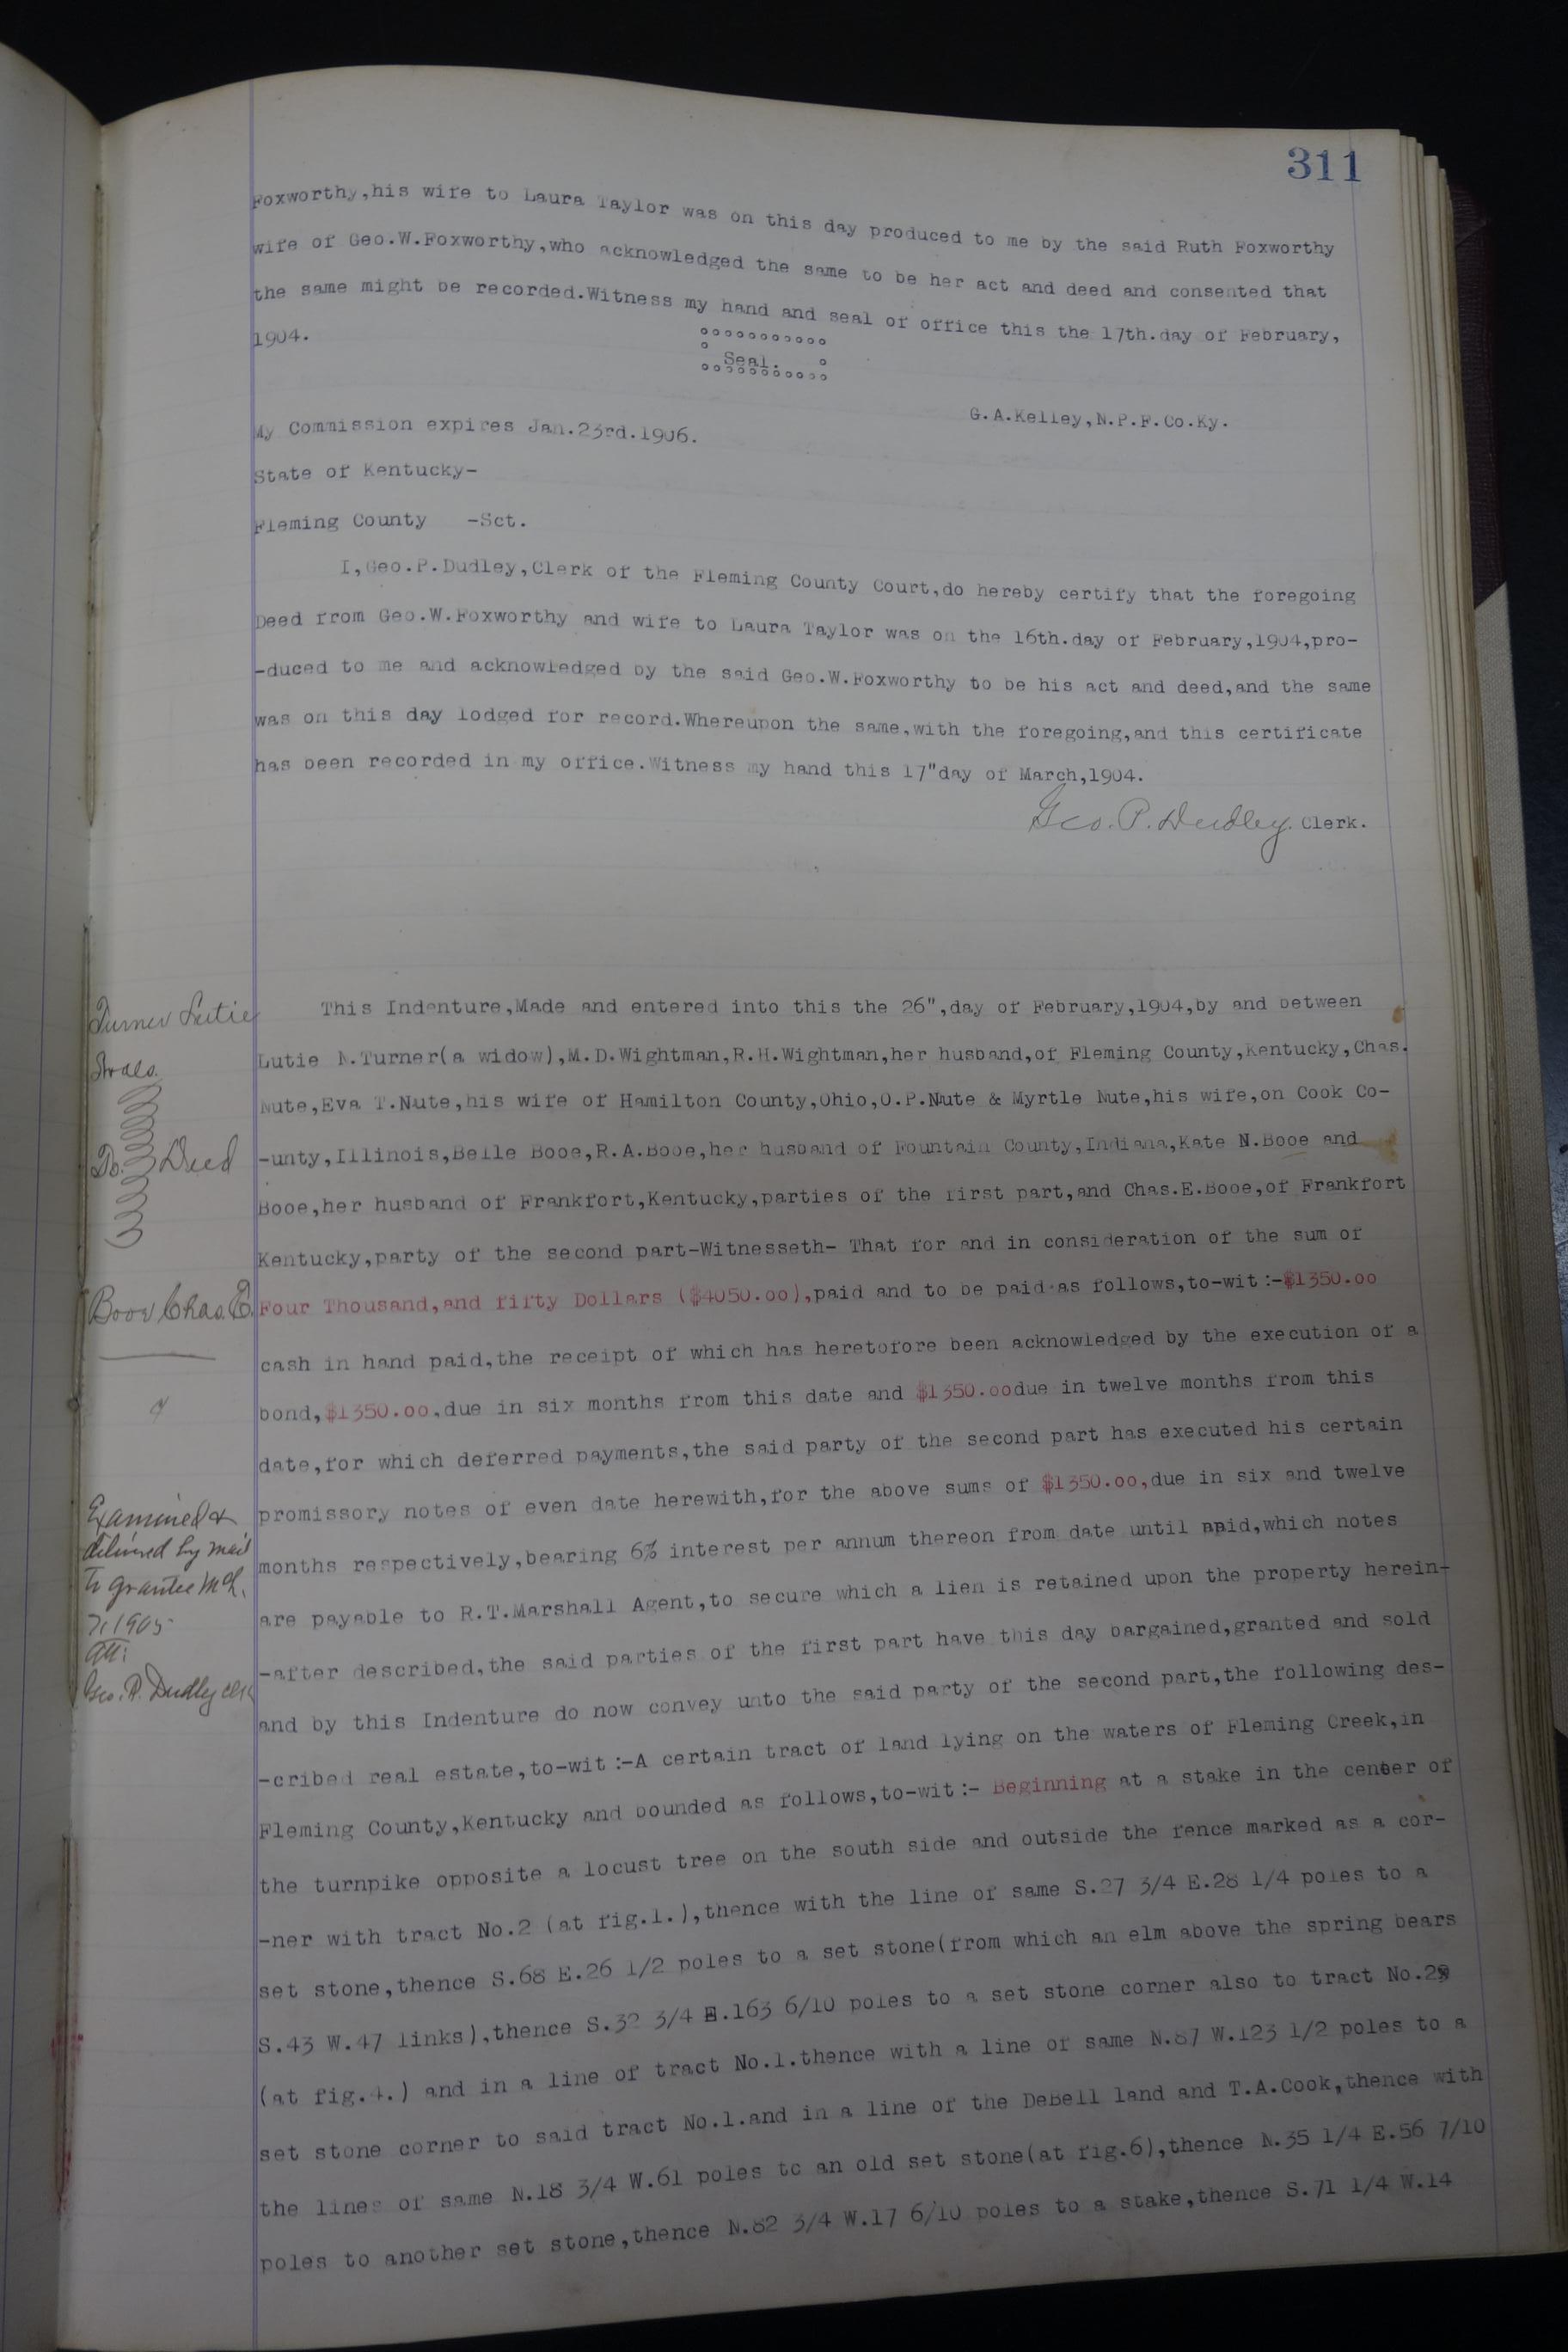 311
Foxworthy,his wife to Laura Taylor was on this day produced to me by the said Ruth Foxworthy
wife of Geo.W.Foxworthy,who acknowledged the same to be her act and deed and consented that
the same might be recorded.Witness my hand and seal of office this the 17th.day of February,
1904.
Seal.
G.A.Kelley,N.P.F.Co.Ky.
My Commission expires Jan.23rd.1906.
State of Kentucky-
Fleming County -Sct.
I,Geo.P.Dudley,Clerk of the Fleming County Court,do hereby certify that the foregoing
Deed from Geo.W.Foxworthy and wife to Laura Taylor was on the 16th.day of February,1904,pro-
-duced to me and acknowledged by the said Geo.W.Foxworthy to be his act and deed,and the same
was on this day lodged for record.Whereupon the same,with the foregoing,and this certificate
has been recorded in my office.Witness my hand this 17"day of March,1904.
Geo. P. Dudley. Clerk.
Turner Lutie
To. Deed
Booe Chas. E.
Examined &
delivered by mail
to grantee Mch.
7, 1905
Att:
Geo. P. Dudley clk
This Indenture,Made and entered into this the 26",day of February,1904,by and between
Lutie N.Turner(a widow),M.D.Wightman,R.H.Wightman,her husband,of Fleming County,Kentucky,Chas.
Nute,Eva T.Nute,his wife of Hamilton County,Ohio,O.P.Nute & Myrtle Nute,his wife,on Cook Co-
-unty,Illinois,Belle Booe,R.A.Booe,her husband of Fountain County,Indiana,Kate N.Booe and
Booe,her husband of Frankfort,Kentucky,parties of the first part,and Chas.E.Booe,of Frankfort
Kentucky,party of the second part-Witnesseth- That for and in consideration of the sum of
Four Thousand,and fifty Dollars ($4050.oo),paid and to be paid as follows,to-wit:-$1350.oo
cash in hand paid,the receipt of which has heretofore been acknowledged by the execution of a
bond,$1350.oo,due in six months from this date and $1350.oodue in twelve months from this
date,for which deferred payments,the said party of the second part has executed his certain
promissory notes of even date herewith,for the above sums of $1350.oo,due in six and twelve
months respectively,bearing 6% interest per annum thereon from date until paid,which notes
are payable to R.T.Marshall Agent,to secure which a lien is retained upon the property herein-
-after described,the said parties of the first part have this day bargained,granted and sold
and by this Indenture do now convey unto the said party of the second part,the following des-
-cribed real estate,to-wit:-A certain tract of land lying on the waters of Fleming Creek,in
Fleming County,Kentucky and bounded as follows,to-wit:- Beginning at a stake in the center of
the turnpike opposite a locust tree on the south side and outside the fence marked as a cor-
-ner with tract No.2 (at fig.1.),thence with the line of same S.27 3/4 E.28 1/4 poles to a
set stone,thence S.68 E.26 1/2 poles to a set stone(from which an elm above the spring bears
S.43 W.47 links),thence S.32 3/4 E.163 6/10 poles to a set stone corner also to tract No.2
(at fig.4.) and in a line of tract No.1.thence with a line of same N.87 W.123 1/2 poles to a
set stone corner to said tract No.1.and in a line of the DeBell land and T.A.Cook,thence with
the lines of same N.18 3/4 W.61 poles to an old set stone(at fig.6),thence N.35 1/4 E.56 7/10
poles to another set stone,thence N.82 3/4 W.17 6/10 poles to a stake,thence S.71 1/4 W.14